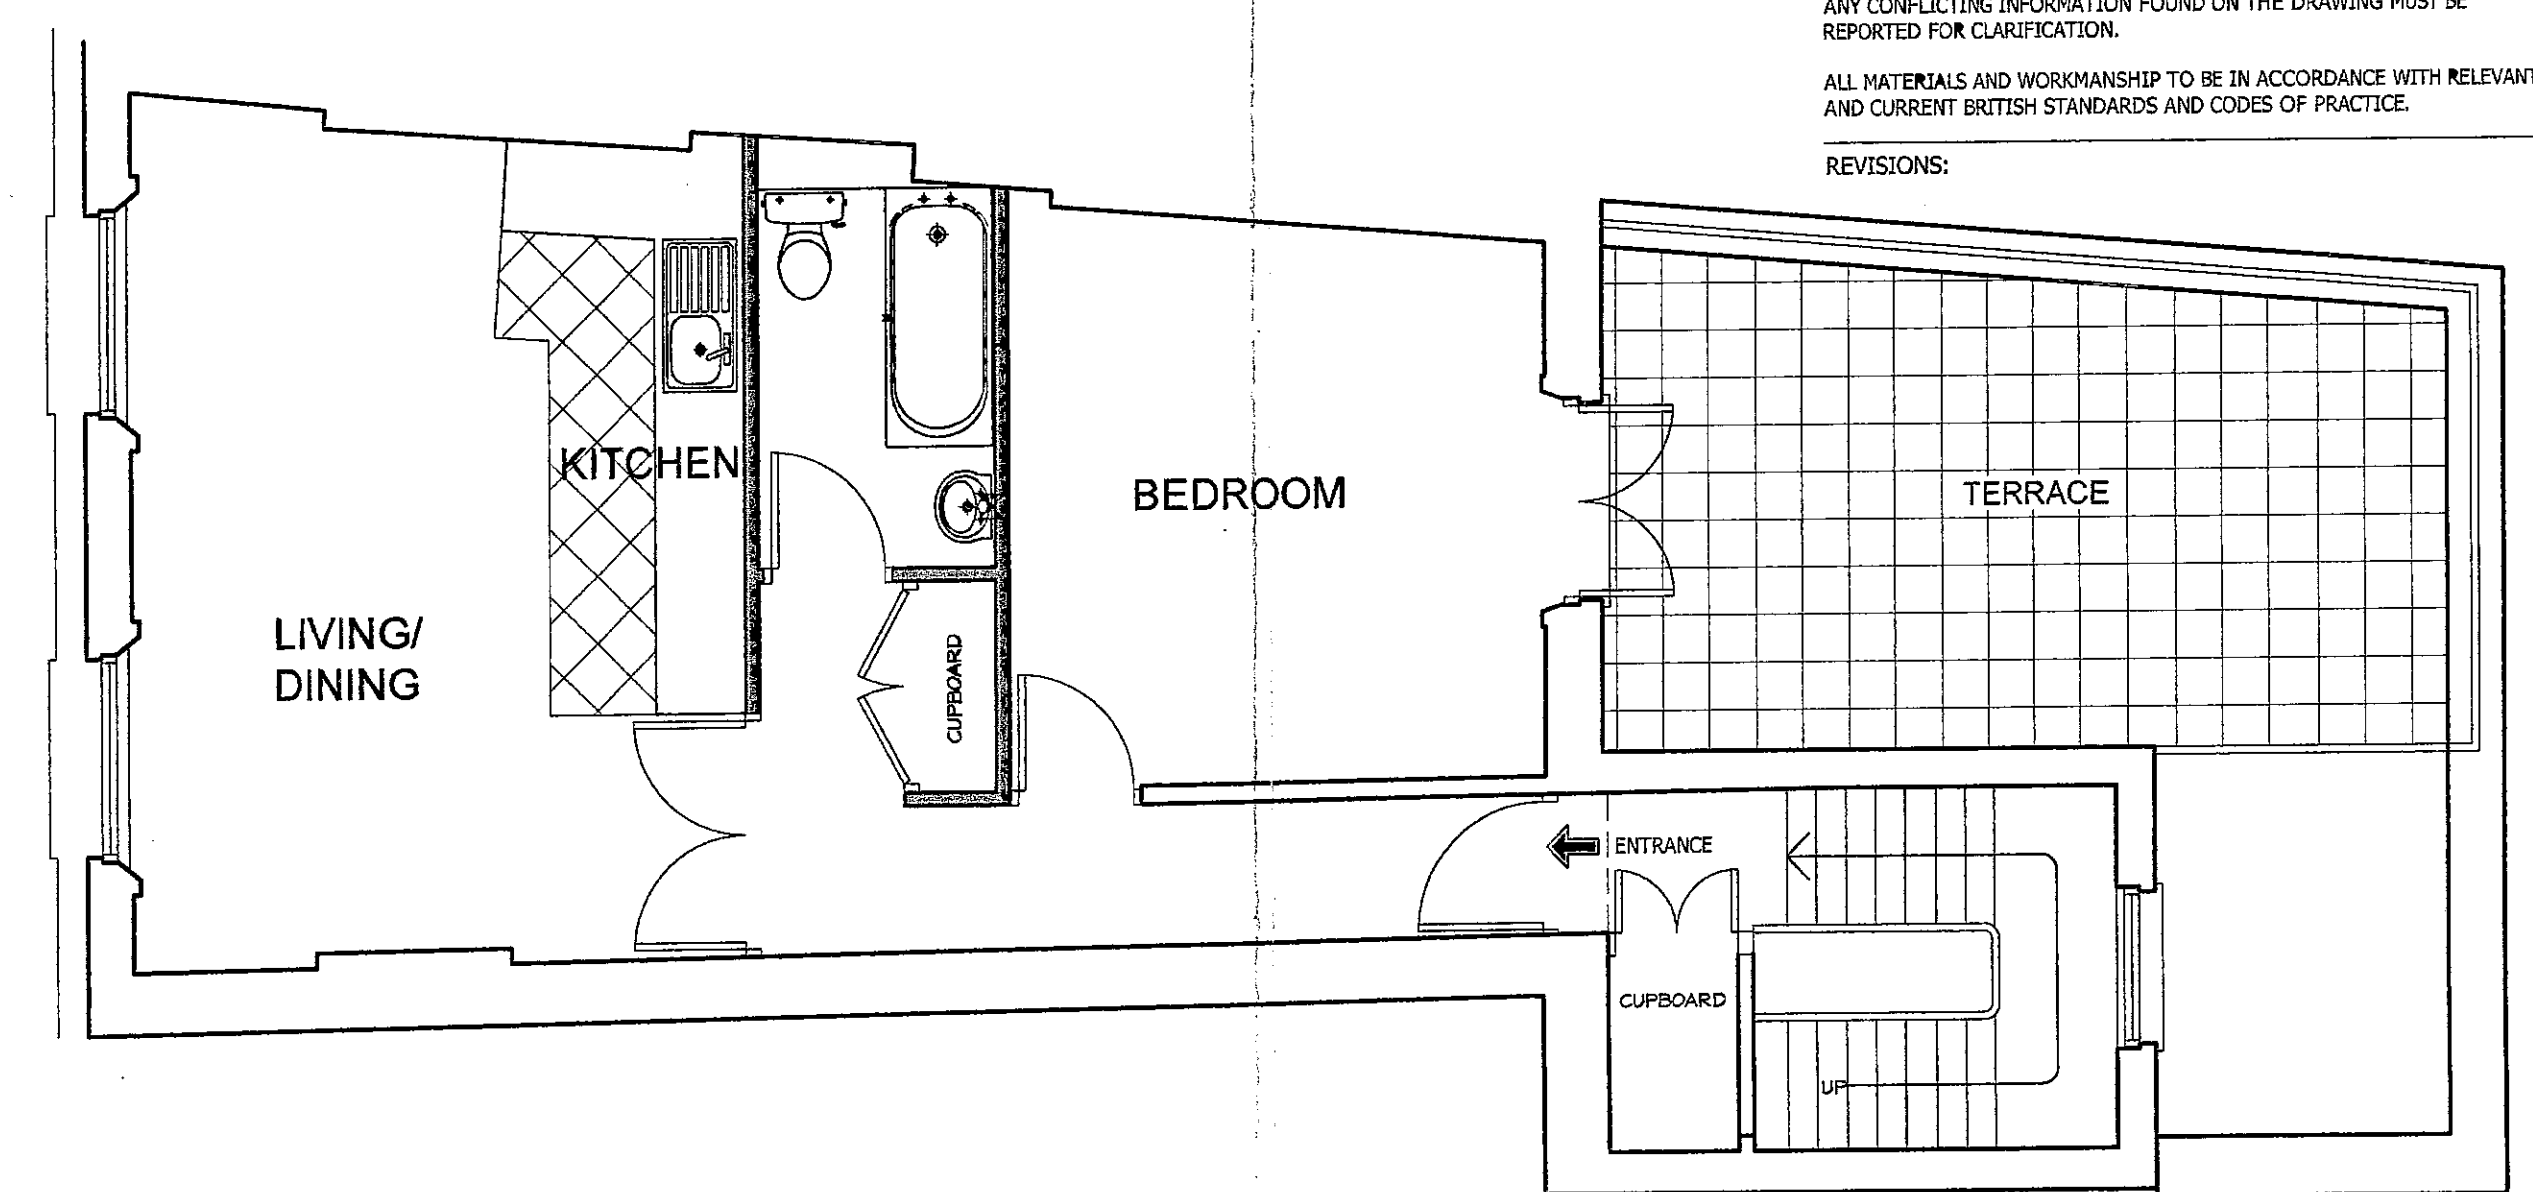 ANY CONFLICTING INFORMATION FOUND ON THE DRAWING MUST BE
REPORTED FOR CLARIFICATION.
ALL MATERIALS AND WORKMANSHIP TO BE IN ACCORDANCE WITH RELEVANT
AND CURRENT BRITISH STANDARDS AND CODES OF PRACTICE.
REVISIONS:
KITCHEN
BEDROOM
TERRACE
LIVING/
DINING
CUPBOARD
ENTRANCE
CUPBOARD
UP